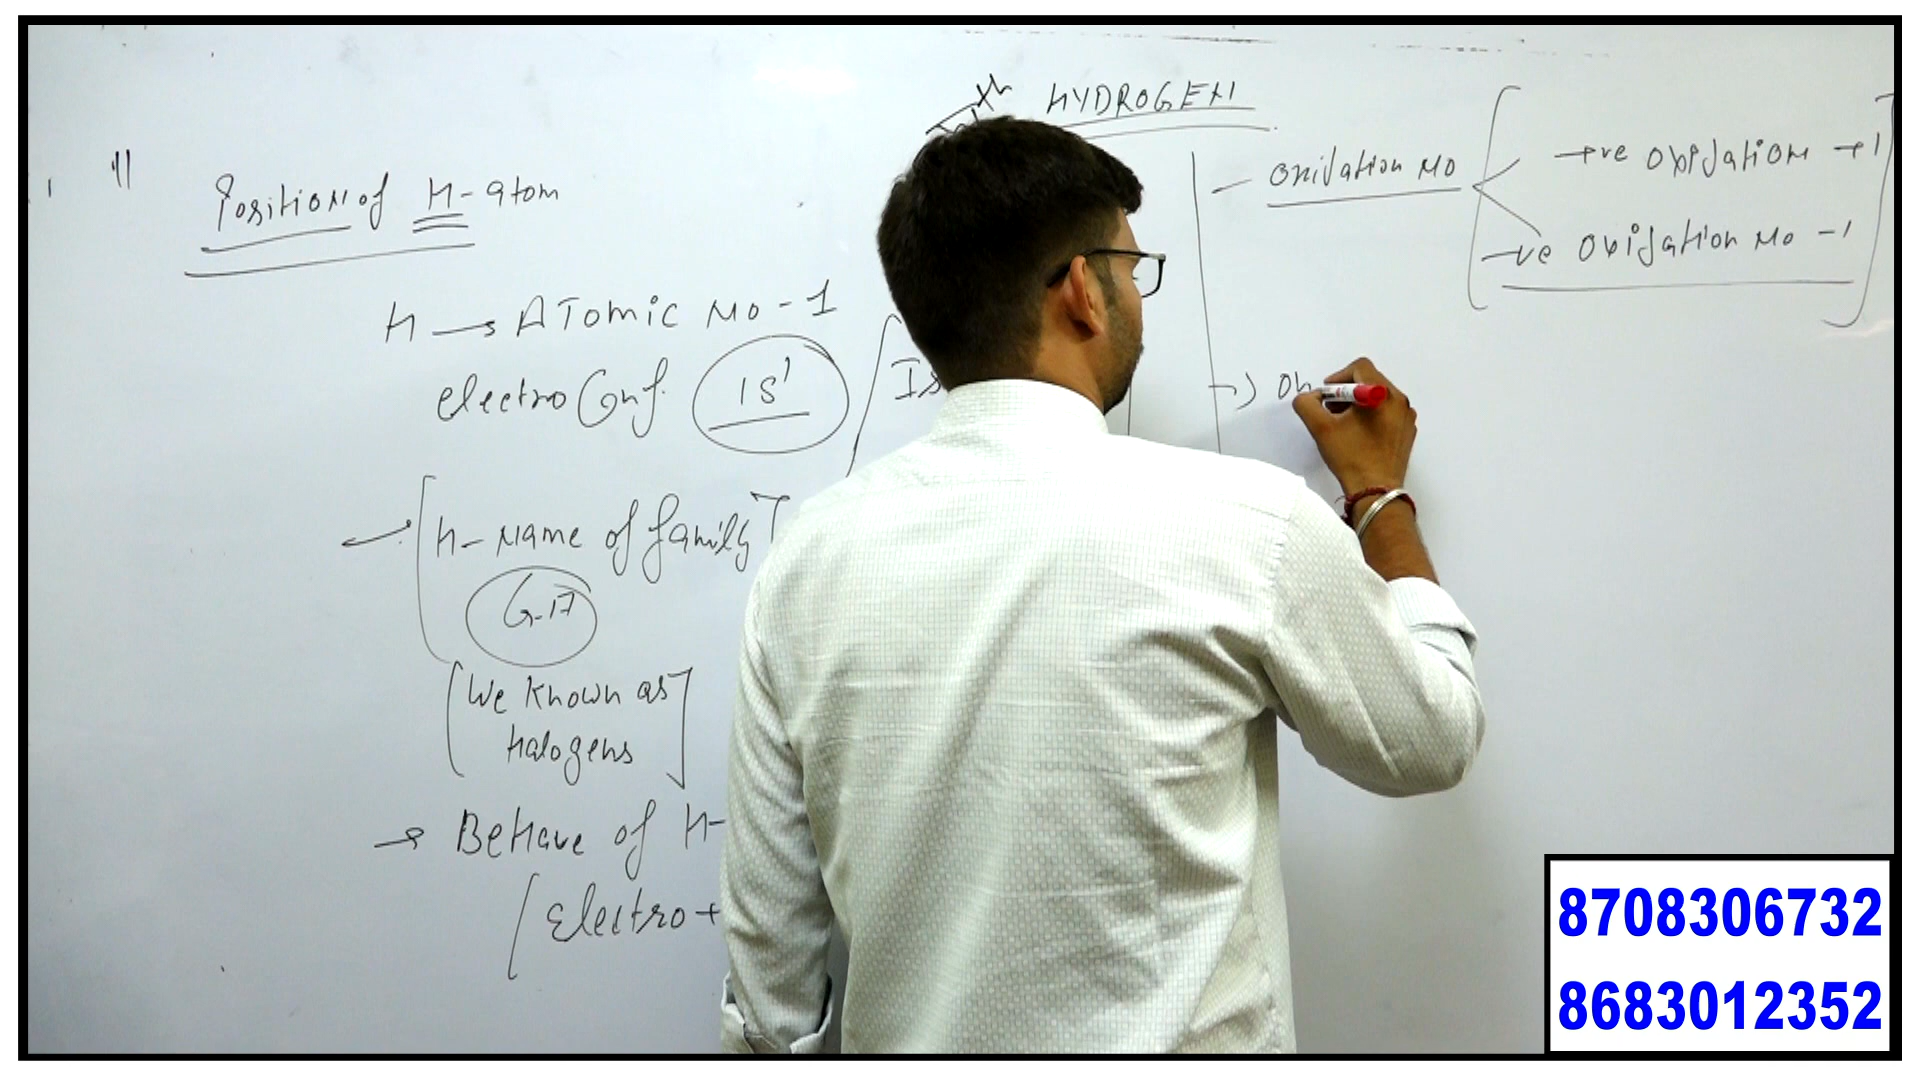 HYDROGEN
Position of H-atom
H → ATOMIC No-1
electro Conf. 1S¹
H-Name of family
G-17
We Known as
Halogens
→ BeHave of H-
Electro +
- Oxidation No
+ve Oxidation +1
-ve Oxidation No -1
8708306732
8683012352